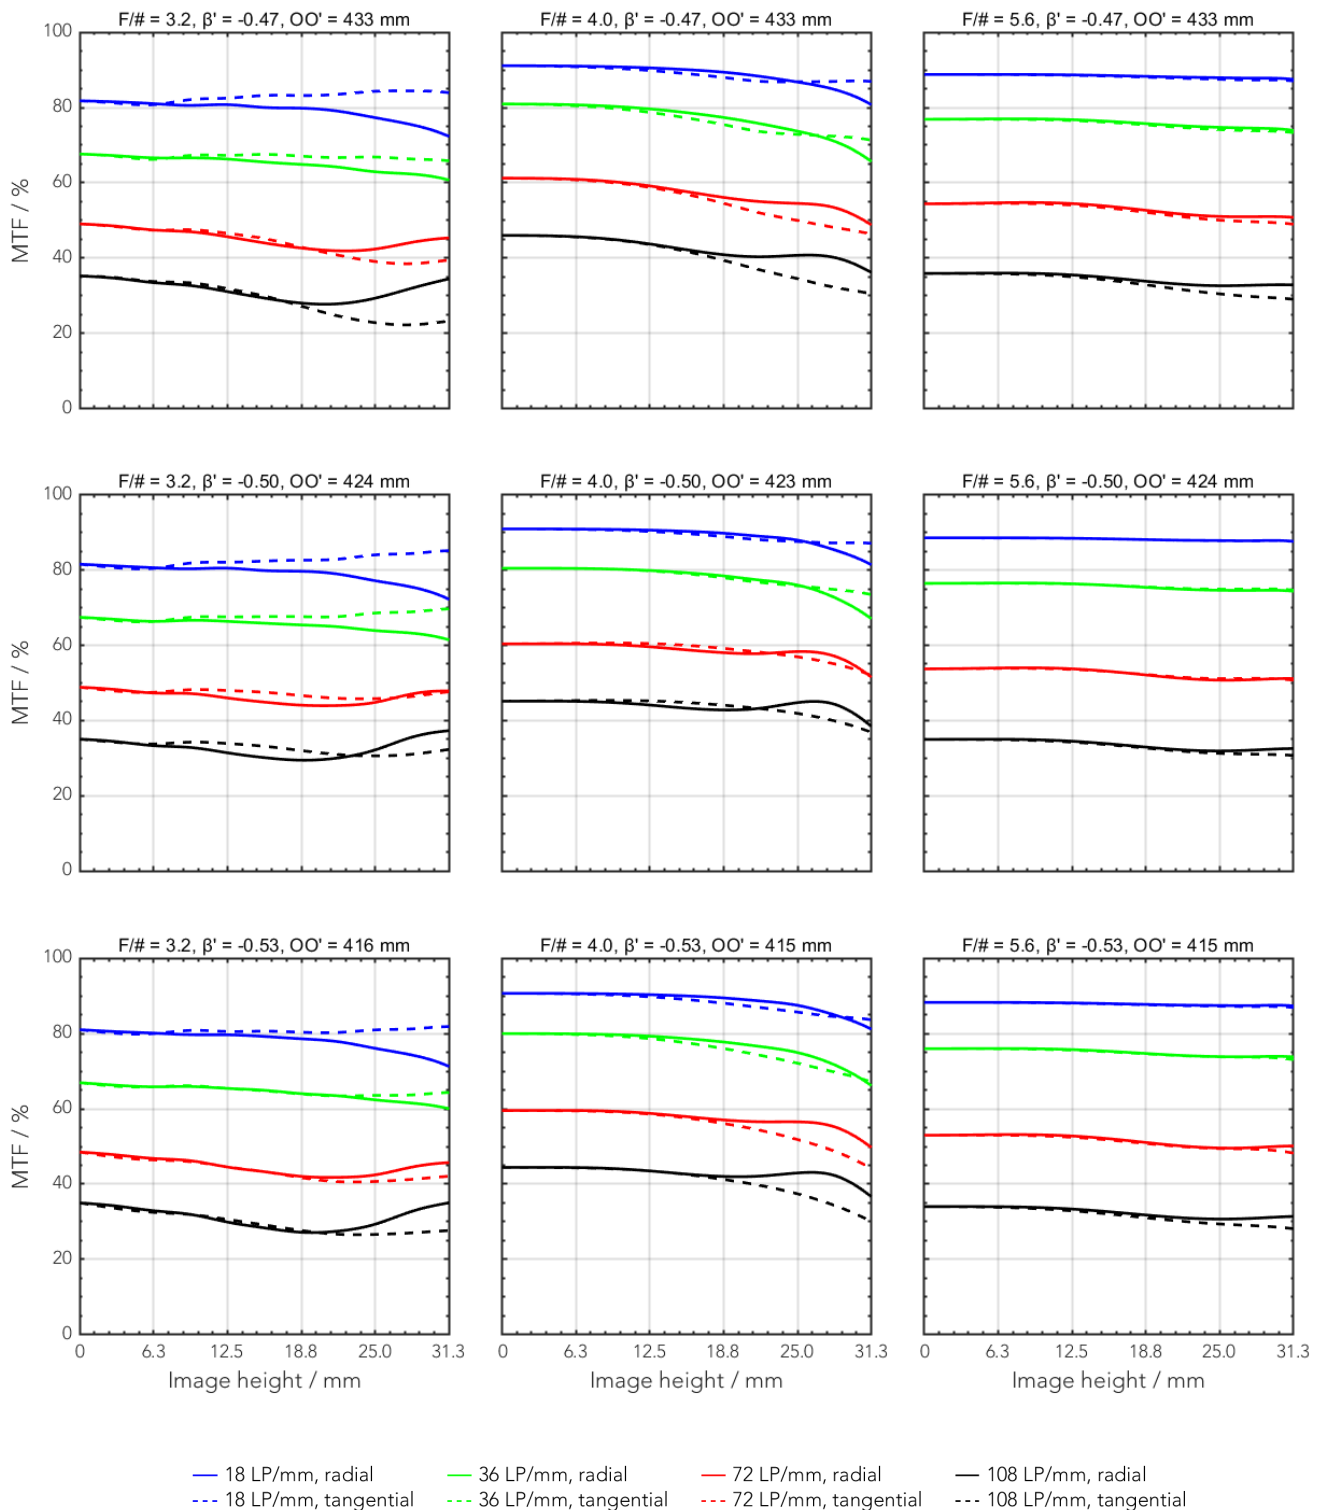 F/# = 3.2, β' = -0.47, OO' = 433 mm
F/# = 4.0, β' = -0.47, OO' = 433 mm
F/# = 5.6, β' = -0.47, OO' = 433 mm
100
80
60
40
20
0
MTF / %
F/# = 3.2, β' = -0.50, OO' = 424 mm
F/# = 4.0, β' = -0.50, OO' = 423 mm
F/# = 5.6, β' = -0.50, OO' = 424 mm
100
80
60
40
20
0
MTF / %
F/# = 3.2, β' = -0.53, OO' = 416 mm
F/# = 4.0, β' = -0.53, OO' = 415 mm
F/# = 5.6, β' = -0.53, OO' = 415 mm
100
80
60
40
20
0
MTF / %
0 6.3 12.5 18.8 25.0 31.3
0 6.3 12.5 18.8 25.0 31.3
0 6.3 12.5 18.8 25.0 31.3
Image height / mm
Image height / mm
Image height / mm
18 LP/mm, radial
36 LP/mm, radial
72 LP/mm, radial
108 LP/mm, radial
18 LP/mm, tangential
36 LP/mm, tangential
72 LP/mm, tangential
108 LP/mm, tangential